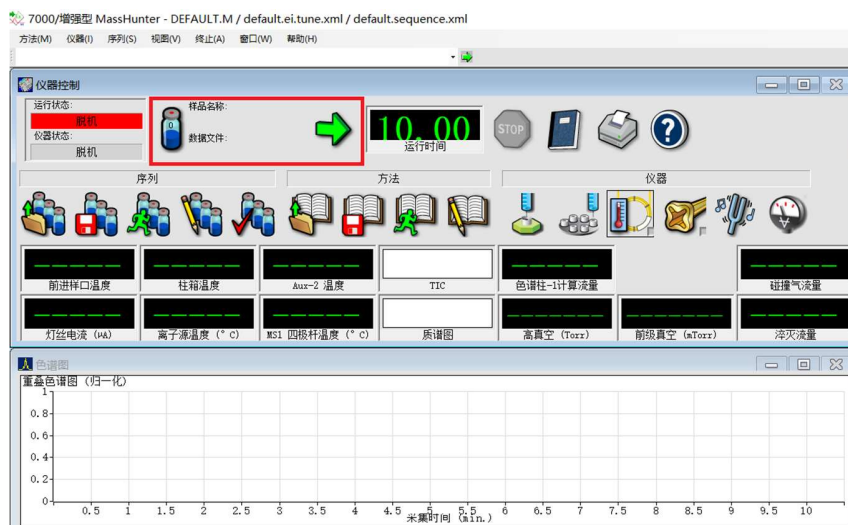 7000/增强型 MassHunter - DEFAULT.M / default.ei.tune.xml / default.sequence.xml
方法(M) 仪器(I) 序列(S) 视图(V) 终止(A) 窗口(W) 帮助(H)
仪器控制
运行状态:
脱机
仪器状态:
脱机
样品名称:
0
数据文件:
10.00
运行时间
STOP
序列 方法 仪器
前进样口温度 柱箱温度 Aux-2 温度 TIC 色谱柱-1计算流量 碰撞气流量
灯丝电流 (μA) 离子源温度 (° C) MS1 四极杆温度 (° C) 质谱图 高真空 (Torr) 前级真空 (mTorr) 淬灭流量
色谱图
重叠色谱图 (归一化)
1
0.8
0.6
0.4
0.2
0
0.5 1 1.5 2 2.5 3 3.5 4 4.5 5 5.5 6 6.5 7 7.5 8 8.5 9 9.5 10
采集时间 (min.)